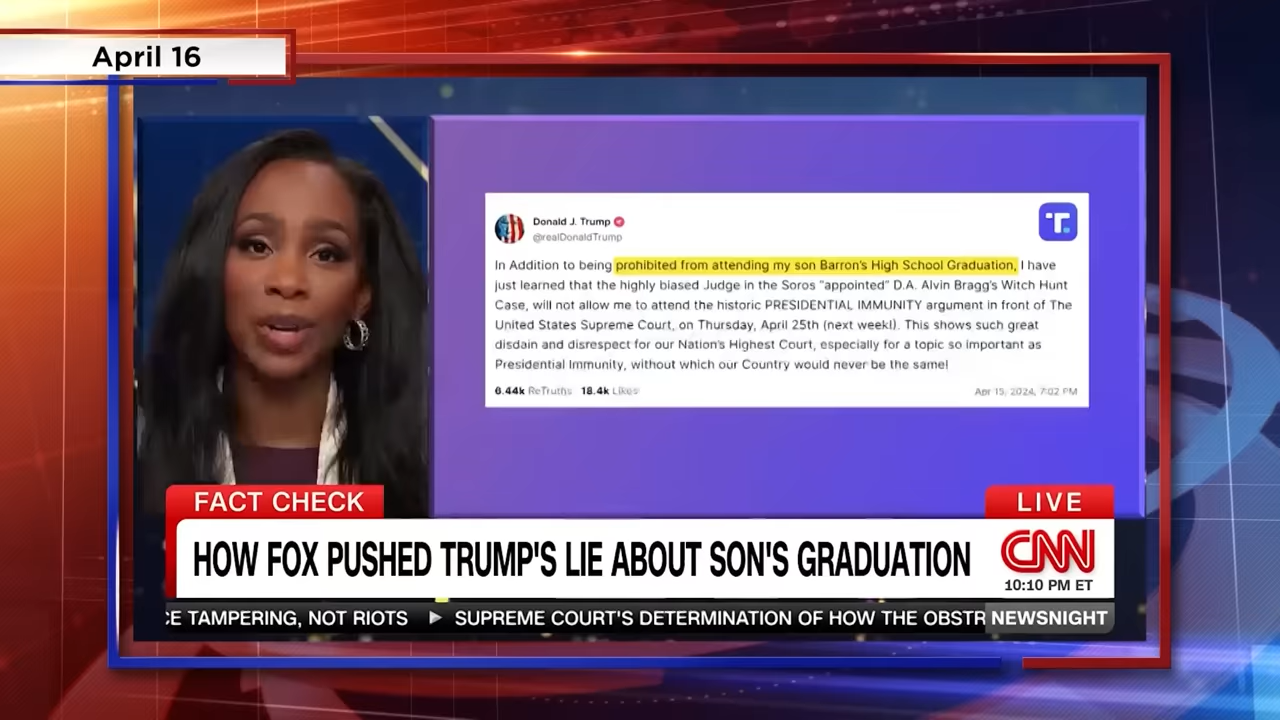 April 16
Donald J. Trump
@realDonaldTrump
In Addition to being prohibited from attending my son Barron's High School Graduation, I have
just learned that the highly biased Judge in the Soros "appointed" D.A. Alvin Bragg's Witch Hunt
Case, will not allow me to attend the historic PRESIDENTIAL IMMUNITY argument in front of The
United States Supreme Court, on Thursday, April 25th (next week!). This shows such great
disdain and disrespect for our Nation's Highest Court, especially for a topic so important as
Presidential Immunity, without which our Country would never be the same!
6.44k ReTruths 18.4k Likes
Apr 15, 2024, 7:02 PM
FACT CHECK
LIVE
HOW FOX PUSHED TRUMP'S LIE ABOUT SON'S GRADUATION
CNN
10:10 PM ET
CE TAMPERING, NOT RIOTS ▶ SUPREME COURT'S DETERMINATION OF HOW THE OBSTR
NEWSNIGHT